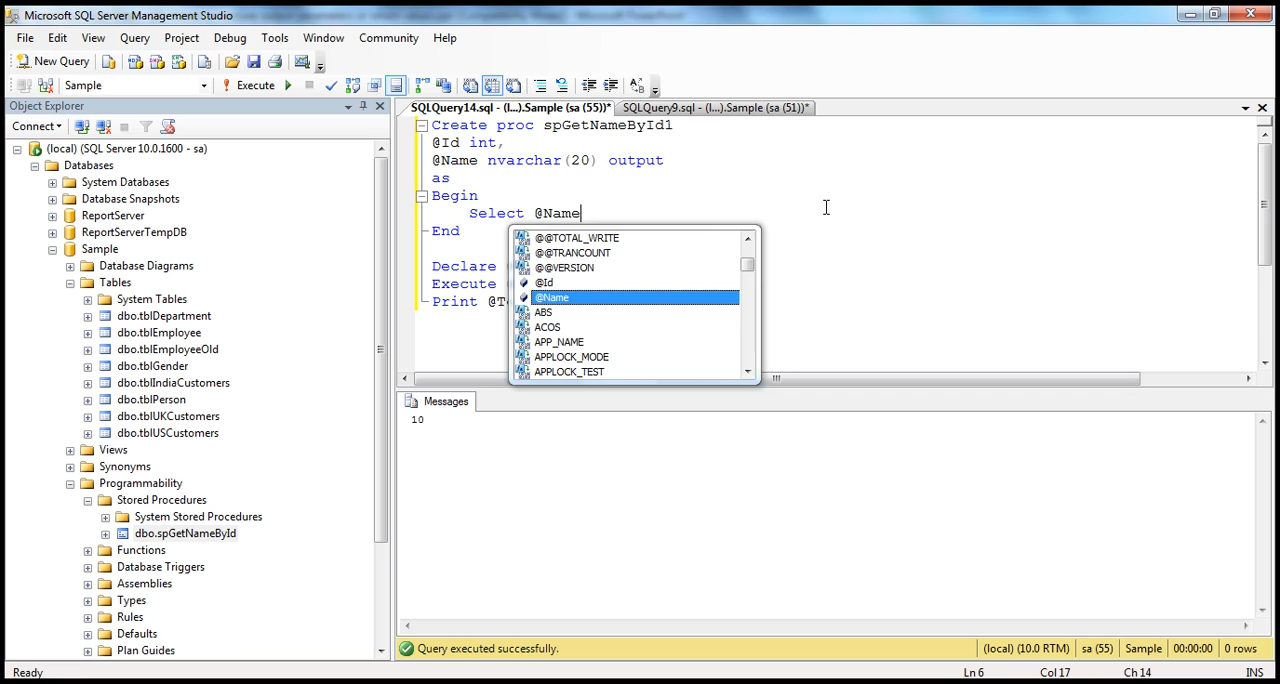 Microsoft SQL Server Management Studio
File Edit View Query Project Debug Tools Window Community Help
New Query
Sample Execute
Object Explorer
SQLQuery14.sql - (l...).Sample (sa (55))* SQLQuery9.sql - (l...).Sample (sa (51))*
Connect
(local) (SQL Server 10.0.1600 - sa)
Databases
System Databases
Database Snapshots
ReportServer
ReportServerTempDB
Sample
Database Diagrams
Tables
System Tables
dbo.tblDepartment
dbo.tblEmployee
dbo.tblEmployeeOld
dbo.tblGender
dbo.tblIndiaCustomers
dbo.tblPerson
dbo.tblUKCustomers
dbo.tblUSCustomers
Views
Synonyms
Programmability
Stored Procedures
System Stored Procedures
dbo.spGetNameById
Functions
Database Triggers
Assemblies
Types
Rules
Defaults
Plan Guides
Create proc spGetNameById1
@Id int,
@Name nvarchar(20) output
as
Begin
Select @Name
End
Declare
Execute
Print @T
@@TOTAL_WRITE
@@TRANCOUNT
@@VERSION
@Id
@Name
ABS
ACOS
APP_NAME
APPLOCK_MODE
APPLOCK_TEST
Messages
10
Query executed successfully. (local) (10.0 RTM) sa (55) Sample 00:00:00 0 rows
Ready Ln 6 Col 17 Ch 14 INS